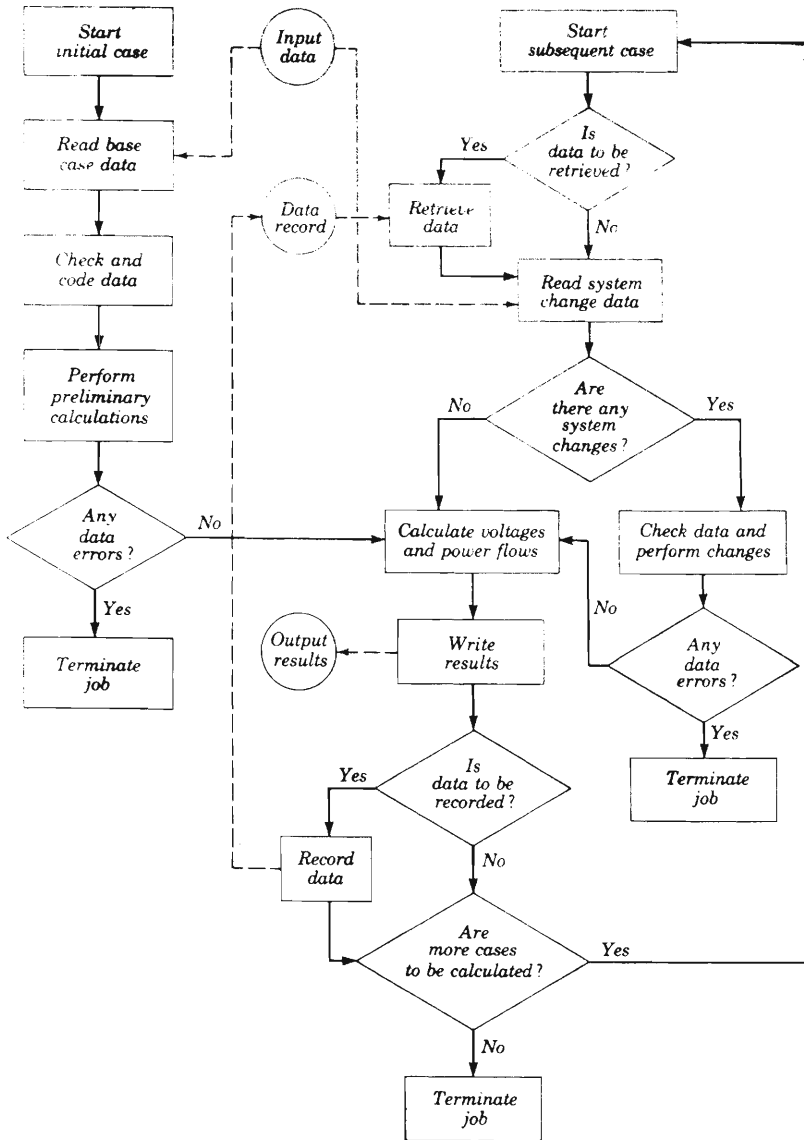 Start
initial case
Read base
case data
Check and
code data
Perform
preliminary
calculations
Any
data
errors?
No
Yes
Terminate
job
Input
data
Data
record
Start
subsequent case
Is
data to be
retrieved?
Yes
No
Retrieve
data
Read system
change data
Are
there any
system
changes?
No
Yes
Calculate voltages
and power flows
Check data and
perform changes
No
Any
data
errors?
Yes
Terminate
job
Output
results
Write
results
Is
data to be
recorded?
Yes
No
Record
data
Are
more cases
to be calculated?
Yes
No
Terminate
job